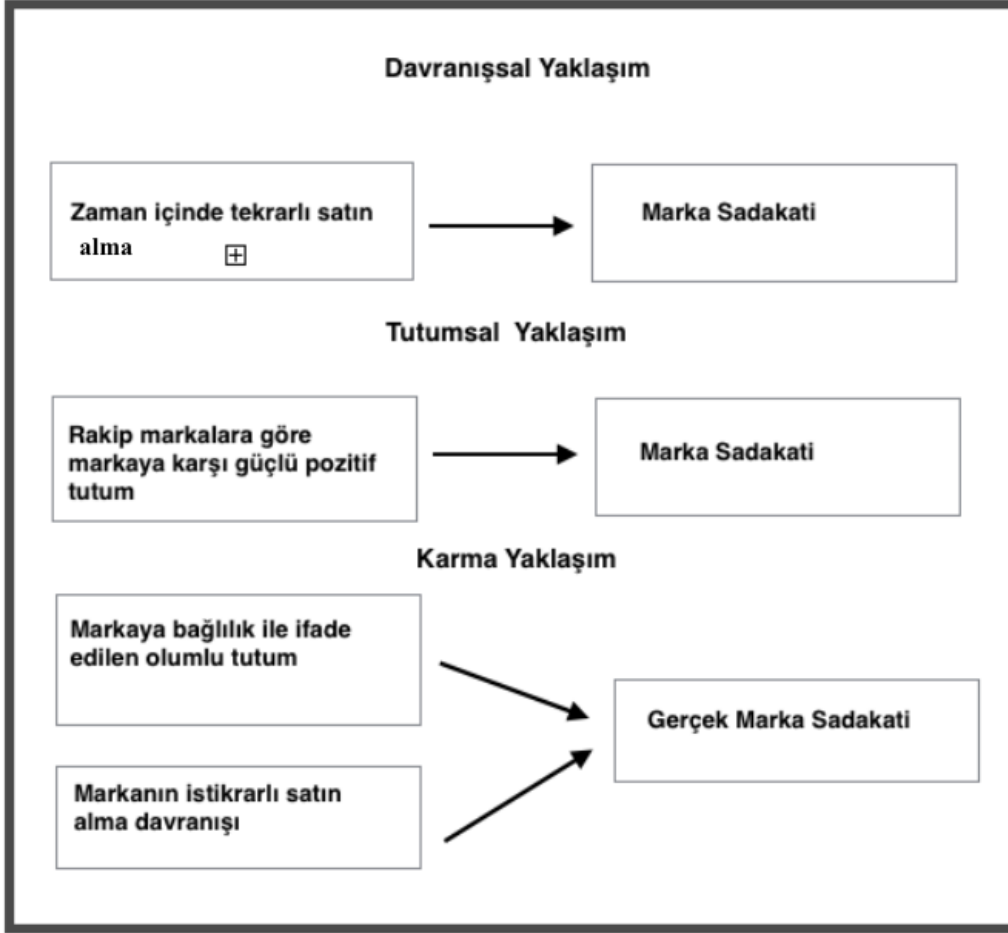 Davranışsal Yaklaşım
Zaman içinde tekrarlı satın
alma
Marka Sadakati
Tutumsal Yaklaşım
Rakip markalara göre
markaya karşı güçlü pozitif
tutum
Marka Sadakati
Karma Yaklaşım
Markaya bağlılık ile ifade
edilen olumlu tutum
Markanın istikrarlı satın
alma davranışı
Gerçek Marka Sadakati